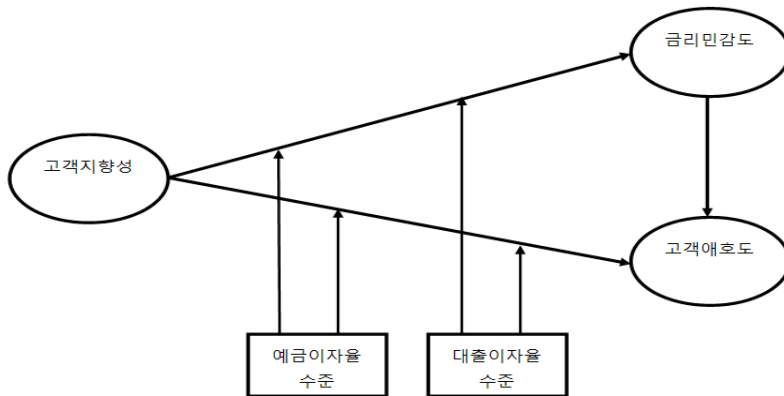 금리민감도
고객지향성
고객애호도
예금이자율
수준
대출이자율
수준